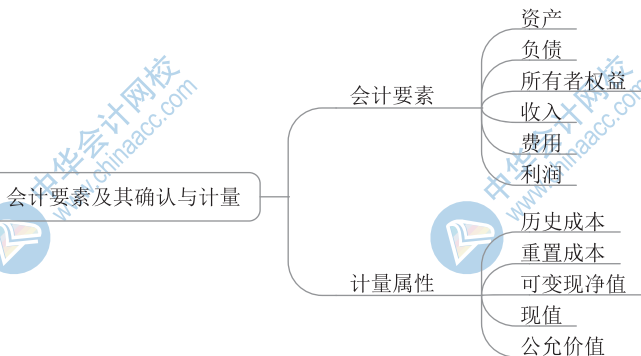 会计要素及其确认与计量
会计要素
资产
负债
所有者权益
收入
费用
利润
计量属性
历史成本
重置成本
可变现净值
现值
公允价值
中华会计网校
www.chinaacc.com
中华会计网校
www.chinaacc.com